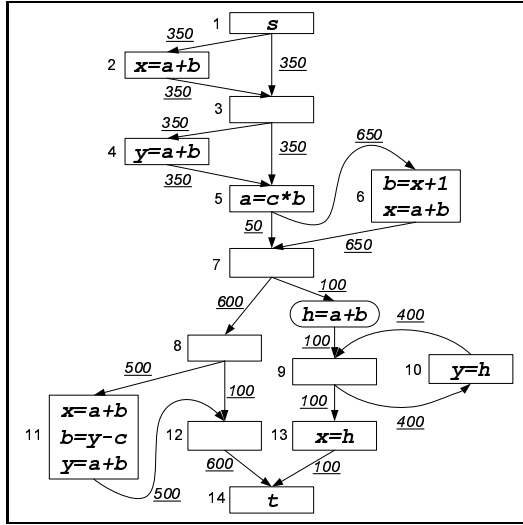 1 s
350
2 x=a+b
350
350
3
350
4 y=a+b
350
350
650
5 a=c*b
6 b=x+1
x=a+b
50
650
7
600
100
h=a+b
400
8
100
9
10 y=h
500
100
100
400
11 x=a+b
b=y-c
y=a+b
12
13 x=h
500
600
100
14 t